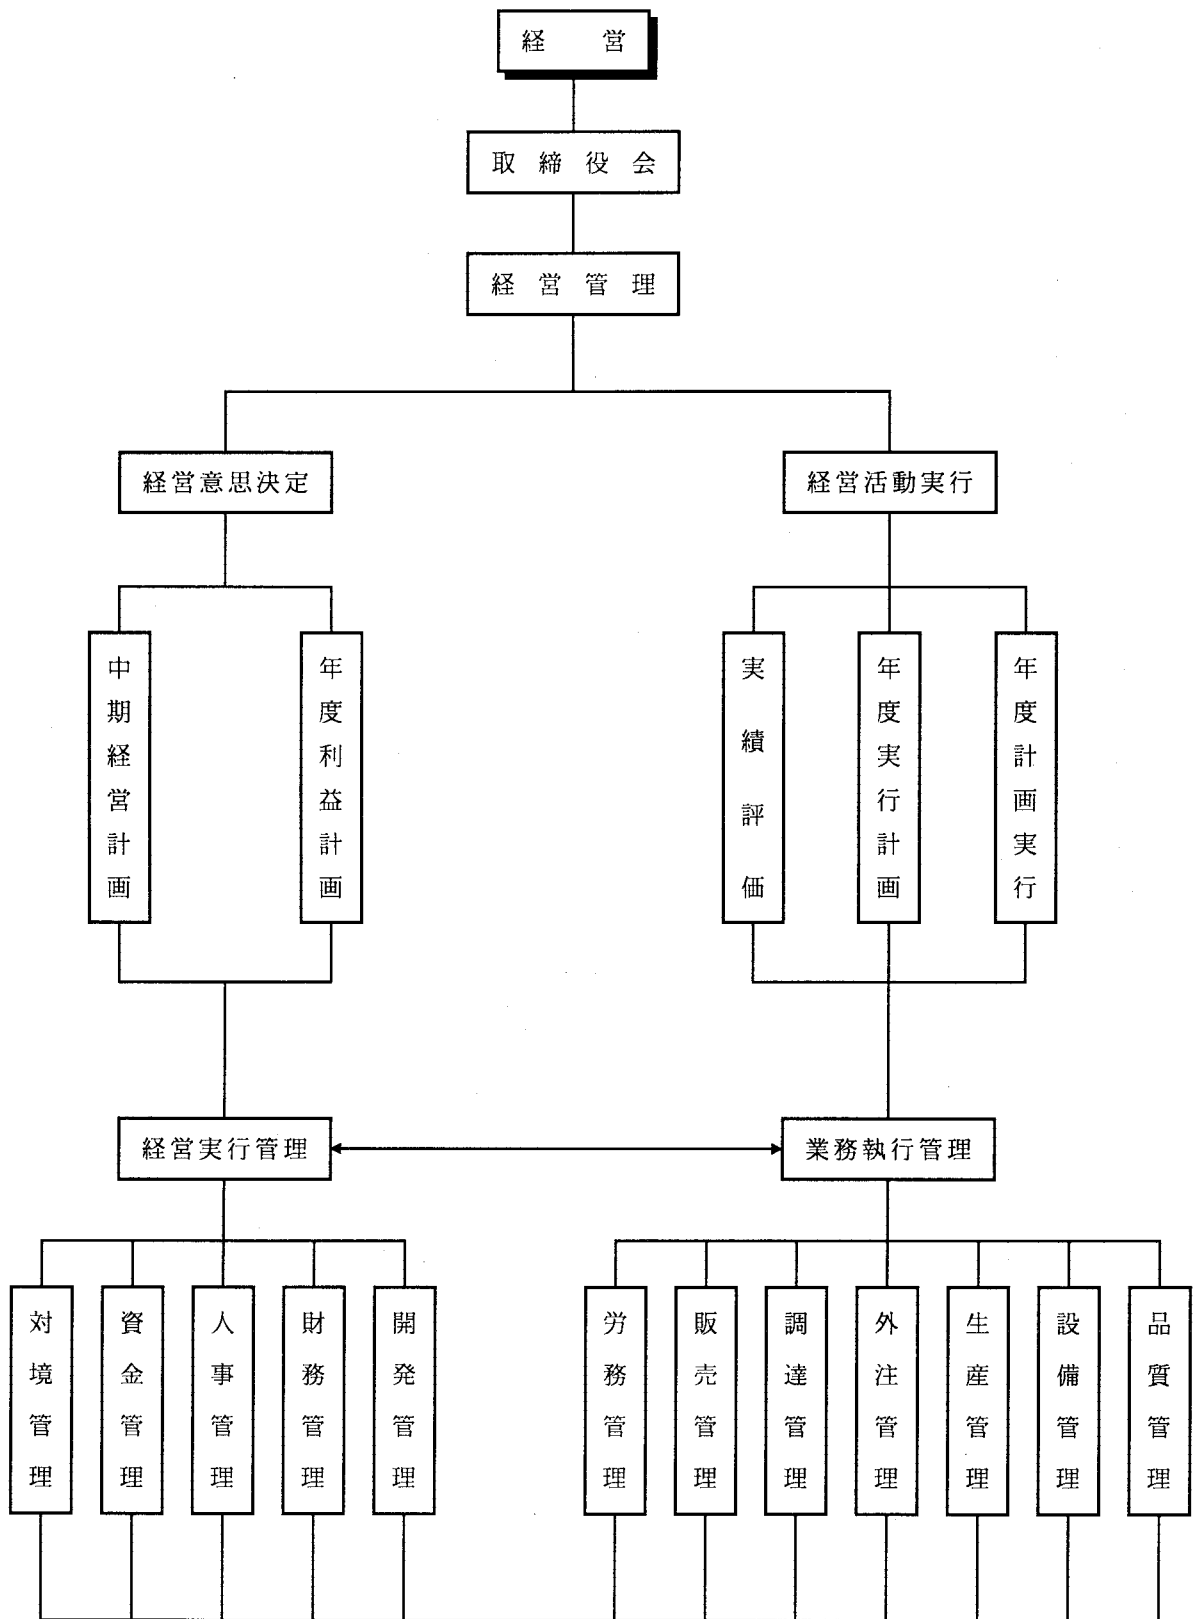 経営
取締役会
経営管理
経営意思決定
経営活動実行
中期経営計画
年度利益計画
実績評価
年度実行計画
年度計画実行
経営実行管理
業務執行管理
対境管理
資金管理
人事管理
財務管理
開発管理
労務管理
販売管理
調達管理
外注管理
生産管理
設備管理
品質管理